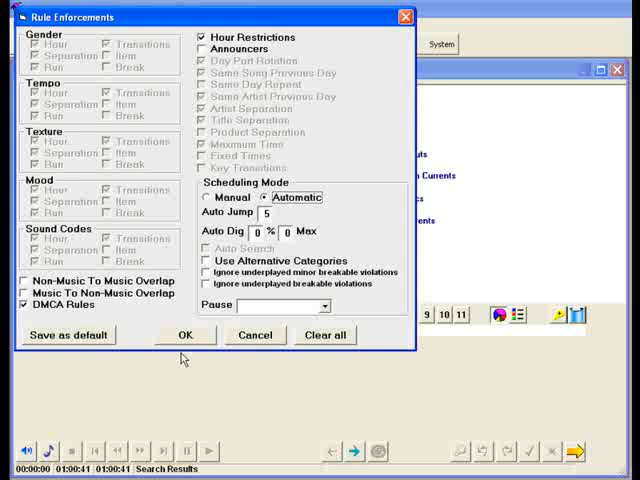 Rule Enforcements
Gender
Hour Transitions
Separation Item
Run Break
Tempo
Hour Transitions
Separation Item
Run Break
Texture
Hour Transitions
Separation Item
Run Break
Mood
Hour Transitions
Separation Item
Run Break
Sound Codes
Hour Transitions
Separation Item
Run Break
Non-Music To Music Overlap
Music To Non-Music Overlap
DMCA Rules
Hour Restrictions
Announcers
Day Part Rotation
Same Song Previous Day
Same Day Repeat
Same Artist Previous Day
Artist Separation
Title Separation
Product Separation
Maximum Time
Fixed Times
Key Transitions
Scheduling Mode
Manual Automatic
Auto Jump 5
Auto Dig 0 % 0 Max
Auto Search
Use Alternative Categories
Ignore underplayed minor breakable violations
Ignore underplayed breakable violations
Pause
Save as default OK Cancel Clear all
System
uts
n Currents
cs
ents
9 10 11
00:00:00 01:00:41 01:00:41 Search Results